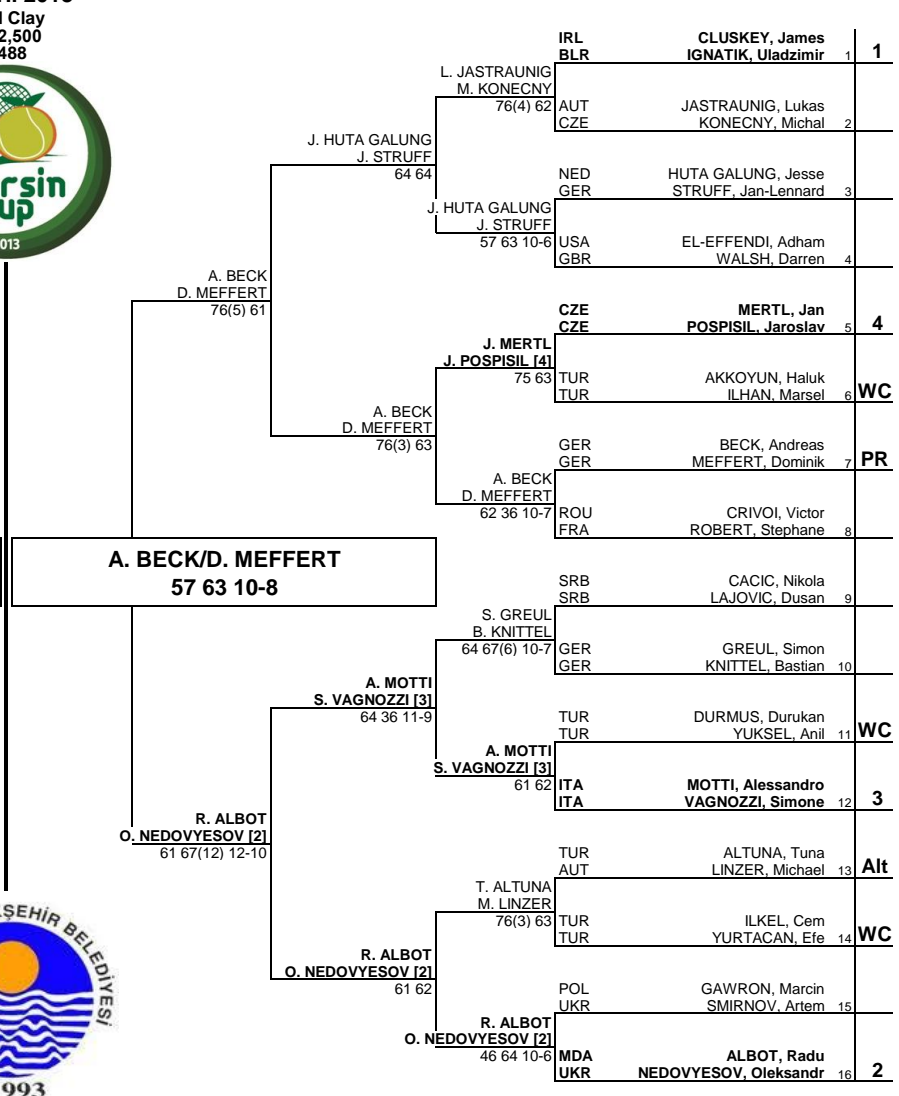 2,500
488
rsin
up
013
IRL CLUSKEY, James
BLR IGNATIK, Uladzimir 1 1
L. JASTRAUNIG
M. KONECNY
76(4) 62
AUT JASTRAUNIG, Lukas
CZE KONECNY, Michal 2
J. HUTA GALUNG
J. STRUFF
64 64
NED HUTA GALUNG, Jesse
GER STRUFF, Jan-Lennard 3
J. HUTA GALUNG
J. STRUFF
57 63 10-6
USA EL-EFFENDI, Adham
GBR WALSH, Darren 4
A. BECK
D. MEFFERT
76(5) 61
CZE MERTL, Jan
CZE POSPISIL, Jaroslav 5 4
J. MERTL
J. POSPISIL [4]
75 63
TUR AKKOYUN, Haluk
TUR ILHAN, Marsel 6 WC
A. BECK
D. MEFFERT
76(3) 63
GER BECK, Andreas
GER MEFFERT, Dominik 7 PR
A. BECK
D. MEFFERT
62 36 10-7
ROU CRIVOI, Victor
FRA ROBERT, Stephane 8
A. BECK/D. MEFFERT
57 63 10-8
SRB CACIC, Nikola
SRB LAJOVIC, Dusan 9
S. GREUL
B. KNITTEL
64 67(6) 10-7
GER GREUL, Simon
GER KNITTEL, Bastian 10
A. MOTTI
S. VAGNOZZI [3]
64 36 11-9
TUR DURMUS, Durukan
TUR YUKSEL, Anil 11 WC
A. MOTTI
S. VAGNOZZI [3]
61 62
ITA MOTTI, Alessandro
ITA VAGNOZZI, Simone 12 3
R. ALBOT
O. NEDOVYESOV [2]
61 67(12) 12-10
TUR ALTUNA, Tuna
AUT LINZER, Michael 13 Alt
T. ALTUNA
M. LINZER
76(3) 63
TUR ILKEL, Cem
TUR YURTACAN, Efe 14 WC
R. ALBOT
O. NEDOVYESOV [2]
61 62
POL GAWRON, Marcin
UKR SMIRNOV, Artem 15
R. ALBOT
O. NEDOVYESOV [2]
46 64 10-6
MDA ALBOT, Radu
UKR NEDOVYESOV, Oleksandr 16 2
KŞEHİR BELEDİYESİ
993